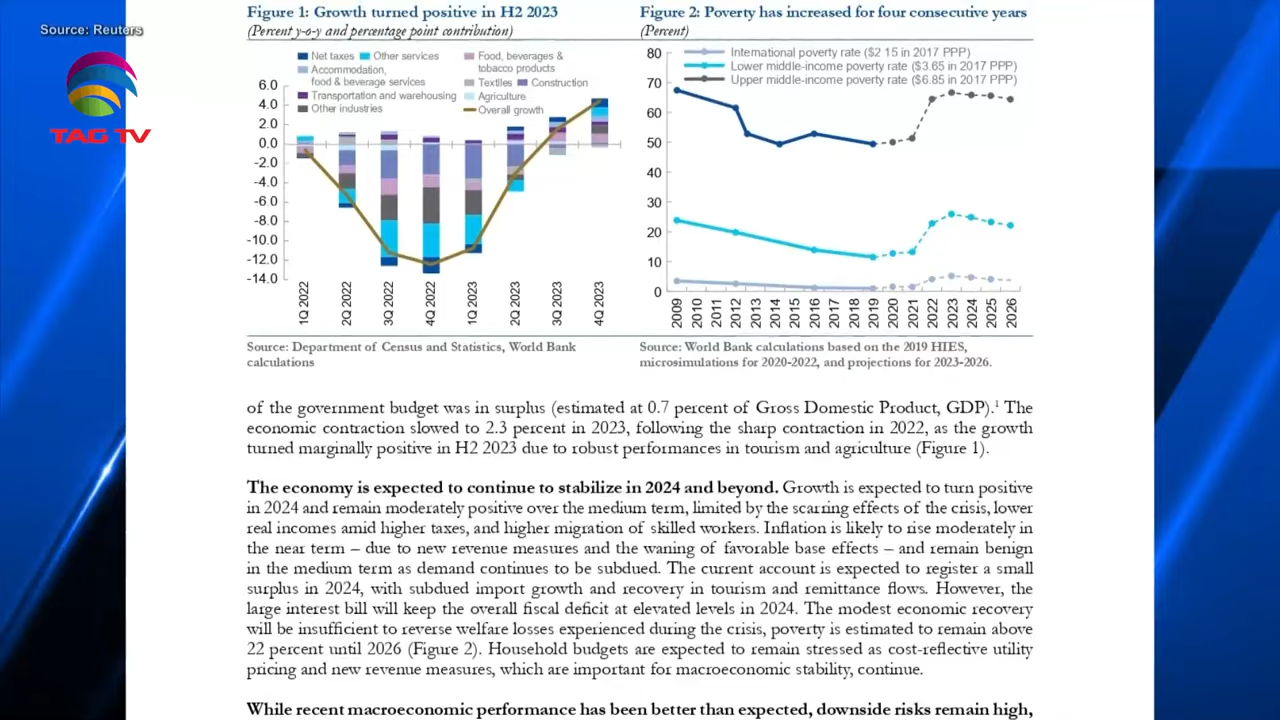 Source: Reuters
TAG TV
Figure 1: Growth turned positive in H2 2023
(Percent y-o-y and percentage point contribution)
Net taxes
Other services
Food, beverages & tobacco products
Accommodation, food & beverage services
Textiles
Construction
Transportation and warehousing
Agriculture
Other industries
Overall growth
6.0
4.0
2.0
0.0
-2.0
-4.0
-6.0
-8.0
-10.0
-12.0
-14.0
1Q 2022
2Q 2022
3Q 2022
4Q 2022
1Q 2023
2Q 2023
3Q 2023
4Q 2023
Source: Department of Census and Statistics, World Bank
calculations
Figure 2: Poverty has increased for four consecutive years
(Percent)
International poverty rate ($2 15 in 2017 PPP)
Lower middle-income poverty rate ($3.65 in 2017 PPP)
Upper middle-income poverty rate ($6.85 in 2017 PPP)
80
70
60
50
40
30
20
10
0
2009
2010
2011
2012
2013
2014
2015
2016
2017
2018
2019
2020
2021
2022
2023
2024
2025
2026
Source: World Bank calculations based on the 2019 HIES,
microsimulations for 2020-2022, and projections for 2023-2026.
of the government budget was in surplus (estimated at 0.7 percent of Gross Domestic Product, GDP).1 The
economic contraction slowed to 2.3 percent in 2023, following the sharp contraction in 2022, as the growth
turned marginally positive in H2 2023 due to robust performances in tourism and agriculture (Figure 1).
The economy is expected to continue to stabilize in 2024 and beyond. Growth is expected to turn positive
in 2024 and remain moderately positive over the medium term, limited by the scarring effects of the crisis, lower
real incomes amid higher taxes, and higher migration of skilled workers. Inflation is likely to rise moderately in
the near term – due to new revenue measures and the waning of favorable base effects – and remain benign
in the medium term as demand continues to be subdued. The current account is expected to register a small
surplus in 2024, with subdued import growth and recovery in tourism and remittance flows. However, the
large interest bill will keep the overall fiscal deficit at elevated levels in 2024. The modest economic recovery
will be insufficient to reverse welfare losses experienced during the crisis, poverty is estimated to remain above
22 percent until 2026 (Figure 2). Household budgets are expected to remain stressed as cost-reflective utility
pricing and new revenue measures, which are important for macroeconomic stability, continue.
While recent macroeconomic performance has been better than expected, downside risks remain high,